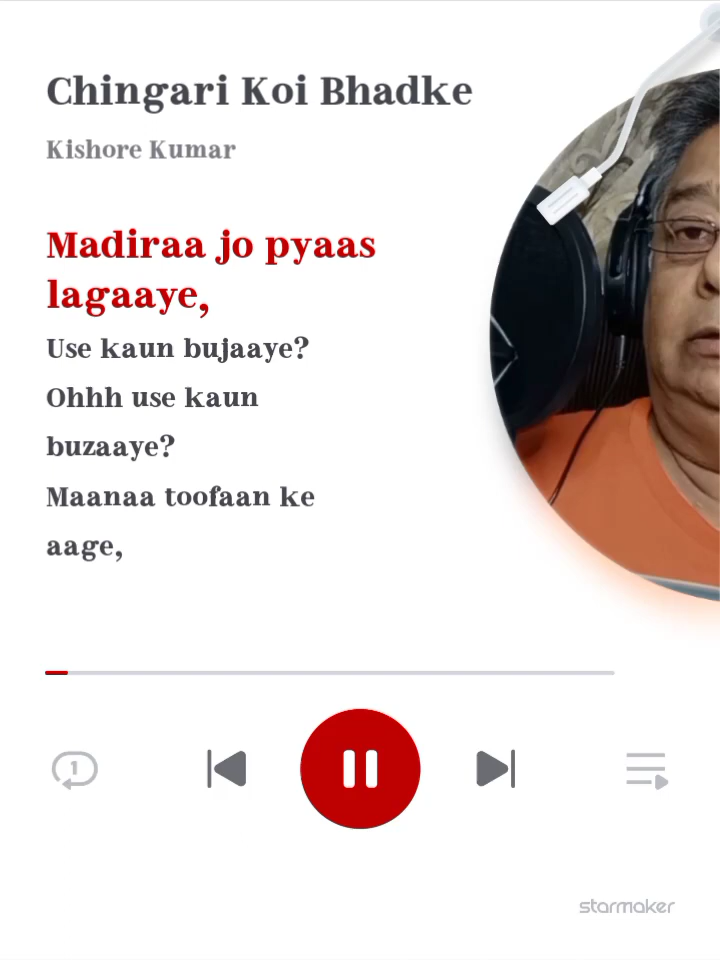 Chingari Koi Bhadke
Kishore Kumar
Madiraa jo pyaas
lagaaye,
Use kaun bujaaye?
Ohhh use kaun
buzaaye?
Maanaa toofaan ke
aage,
1
starmaker